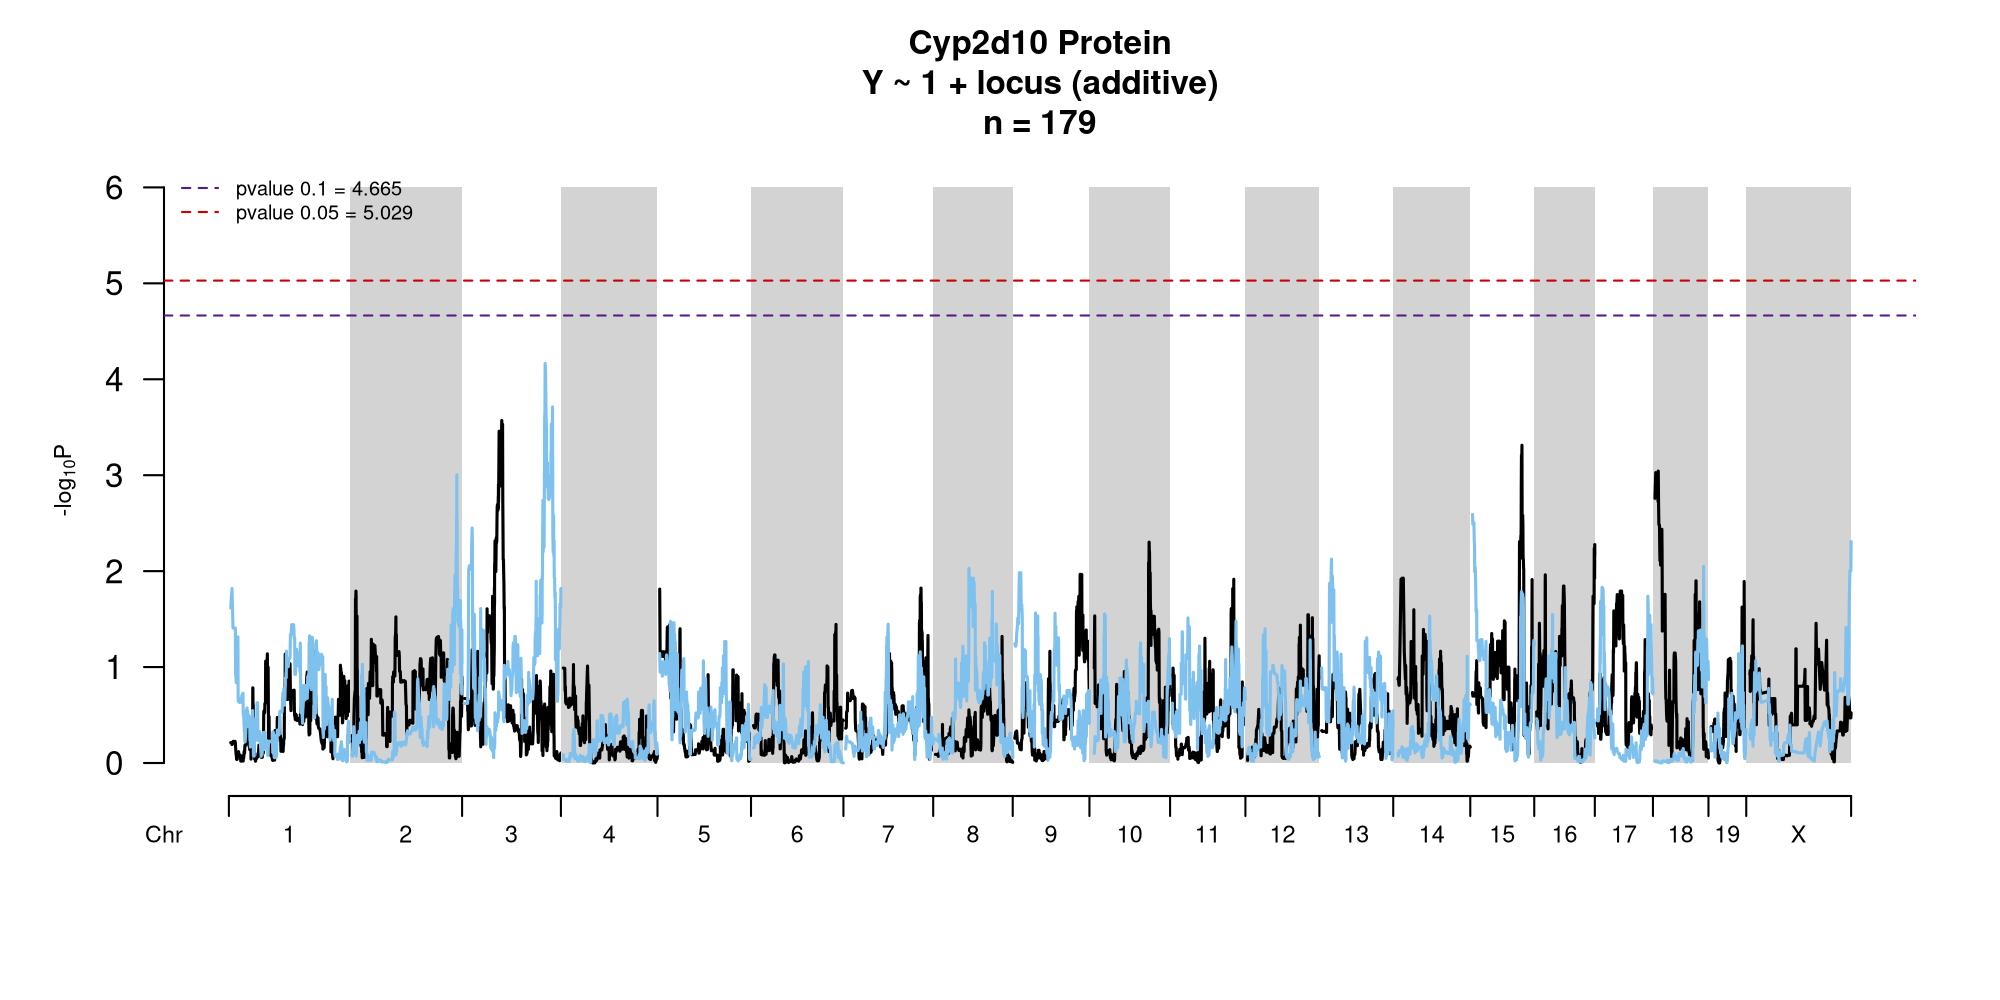 Cyp2d10 Protein
Y ~ 1 + locus (additive)
n = 179
pvalue 0.1 = 4.665
pvalue 0.05 = 5.029
6
5
4
3
2
1
0
-log10P
Chr 1 2 3 4 5 6 7 8 9 10 11 12 13 14 15 16 17 18 19 X